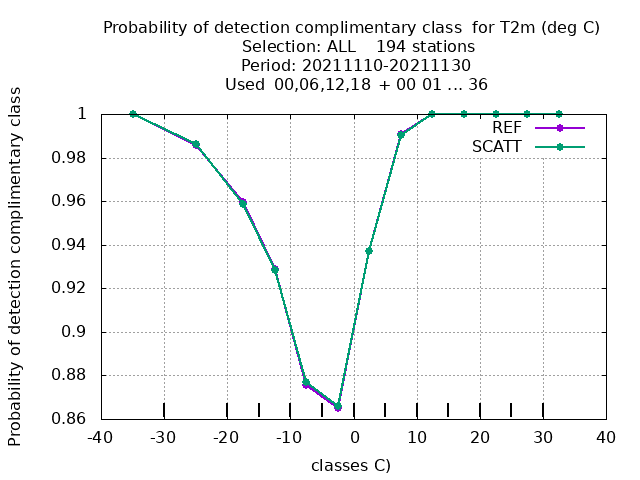 Probability of detection complimentary class  for T2m (deg C)
Selection: ALL    194 stations
Period: 20211110-20211130
Used  00,06,12,18  + 00 01 ... 36
Probability of detection complimentary class
1
0.98
0.96
0.94
0.92
0.9
0.88
0.86
REF
SCATT
-40 -30 -20 -10 0 10 20 30 40
classes C)